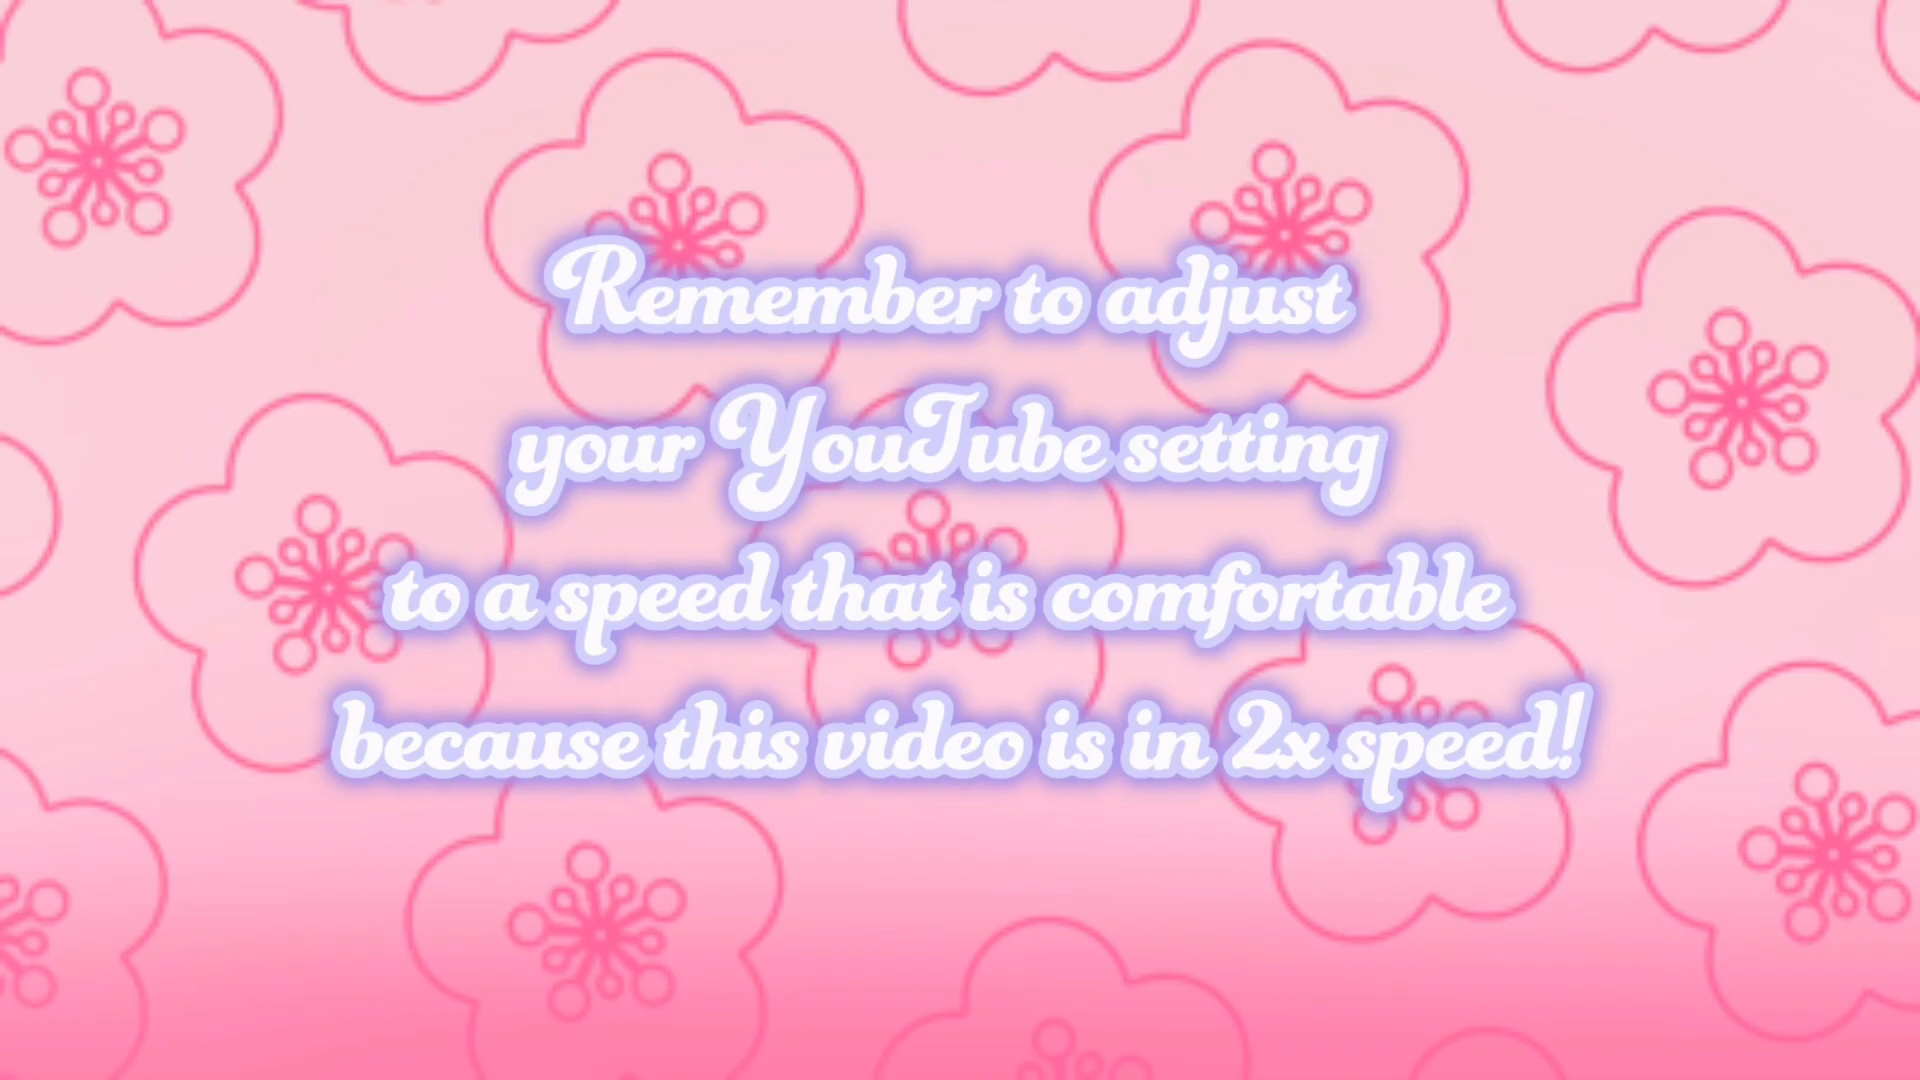 Remember to adjust
your YouTube setting
to a speed that is comfortable
because this video is in 2x speed!